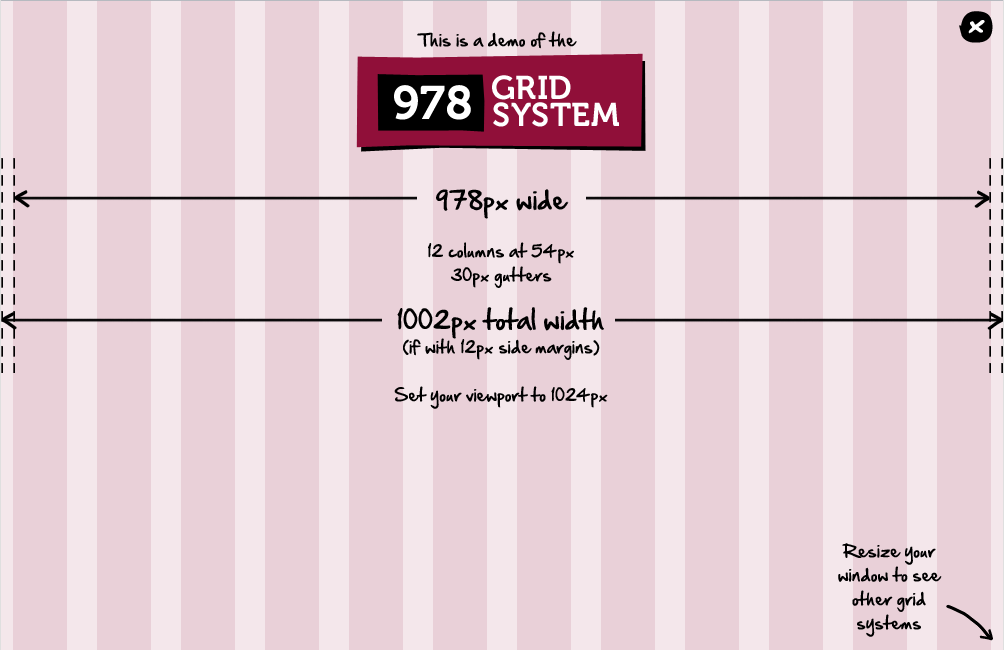 This is a demo of the
978 GRID
SYSTEM
978px wide
12 columns at 54px
30px gutters
1002px total width
(if with 12px side margins)
Set your viewport to 1024px
Resize your
window to see
other grid
systems